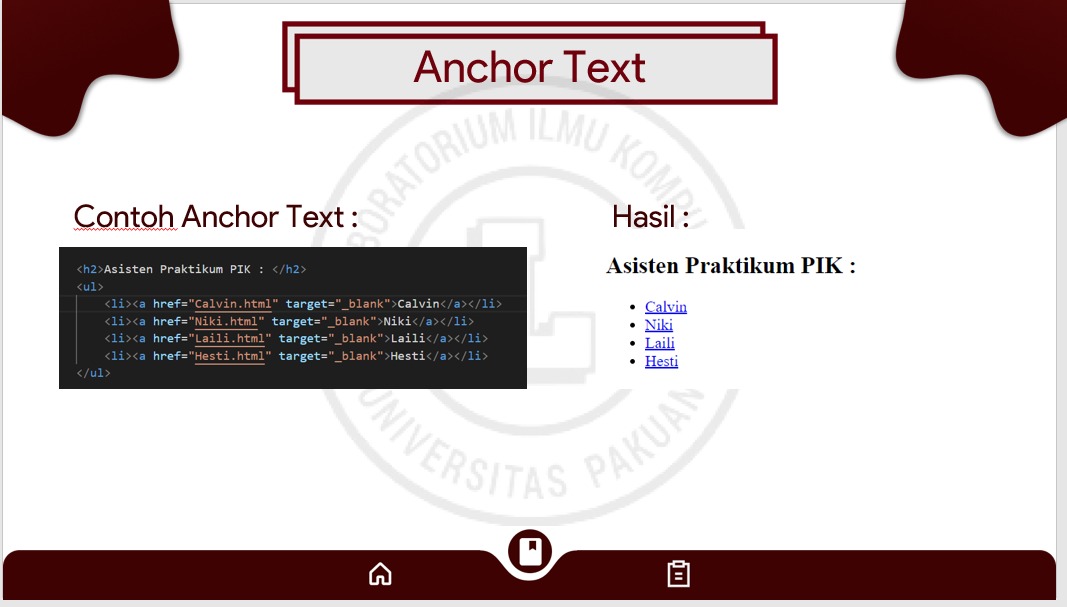 Anchor Text
Contoh Anchor Text :
<h2>Asisten Praktikum PIK : </h2>
<ul>
<li><a href="Calvin.html" target="_blank">Calvin</a></li>
<li><a href="Niki.html" target="_blank">Niki</a></li>
<li><a href="Laili.html" target="_blank">Laili</a></li>
<li><a href="Hesti.html" target="_blank">Hesti</a></li>
</ul>
Hasil :
Asisten Praktikum PIK :
• Calvin
• Niki
• Laili
• Hesti
ILMU
UNIVERSITAS PAKUAN